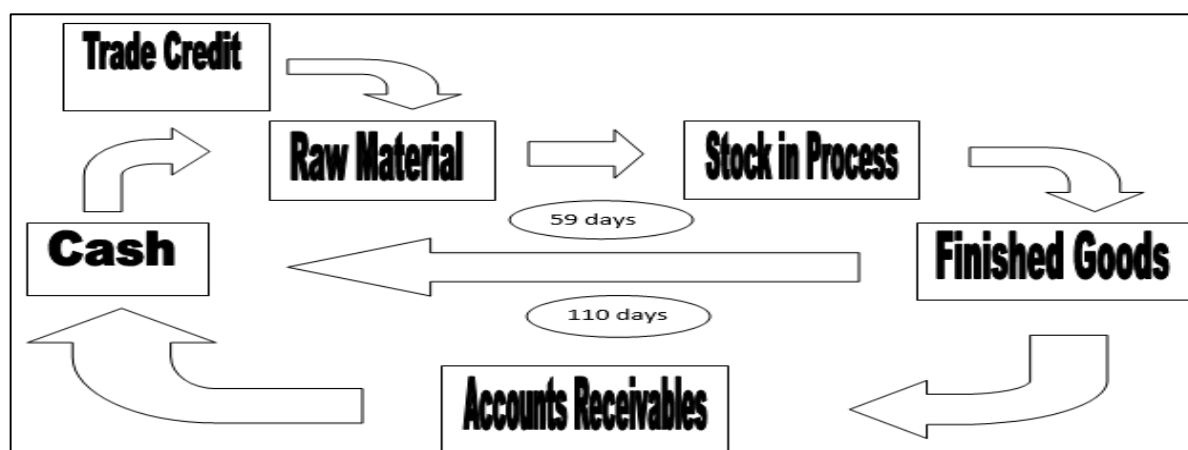 Trade Credit
Raw Material
Stock in Process
59 days
Cash
Finished Goods
110 days
Accounts Receivables